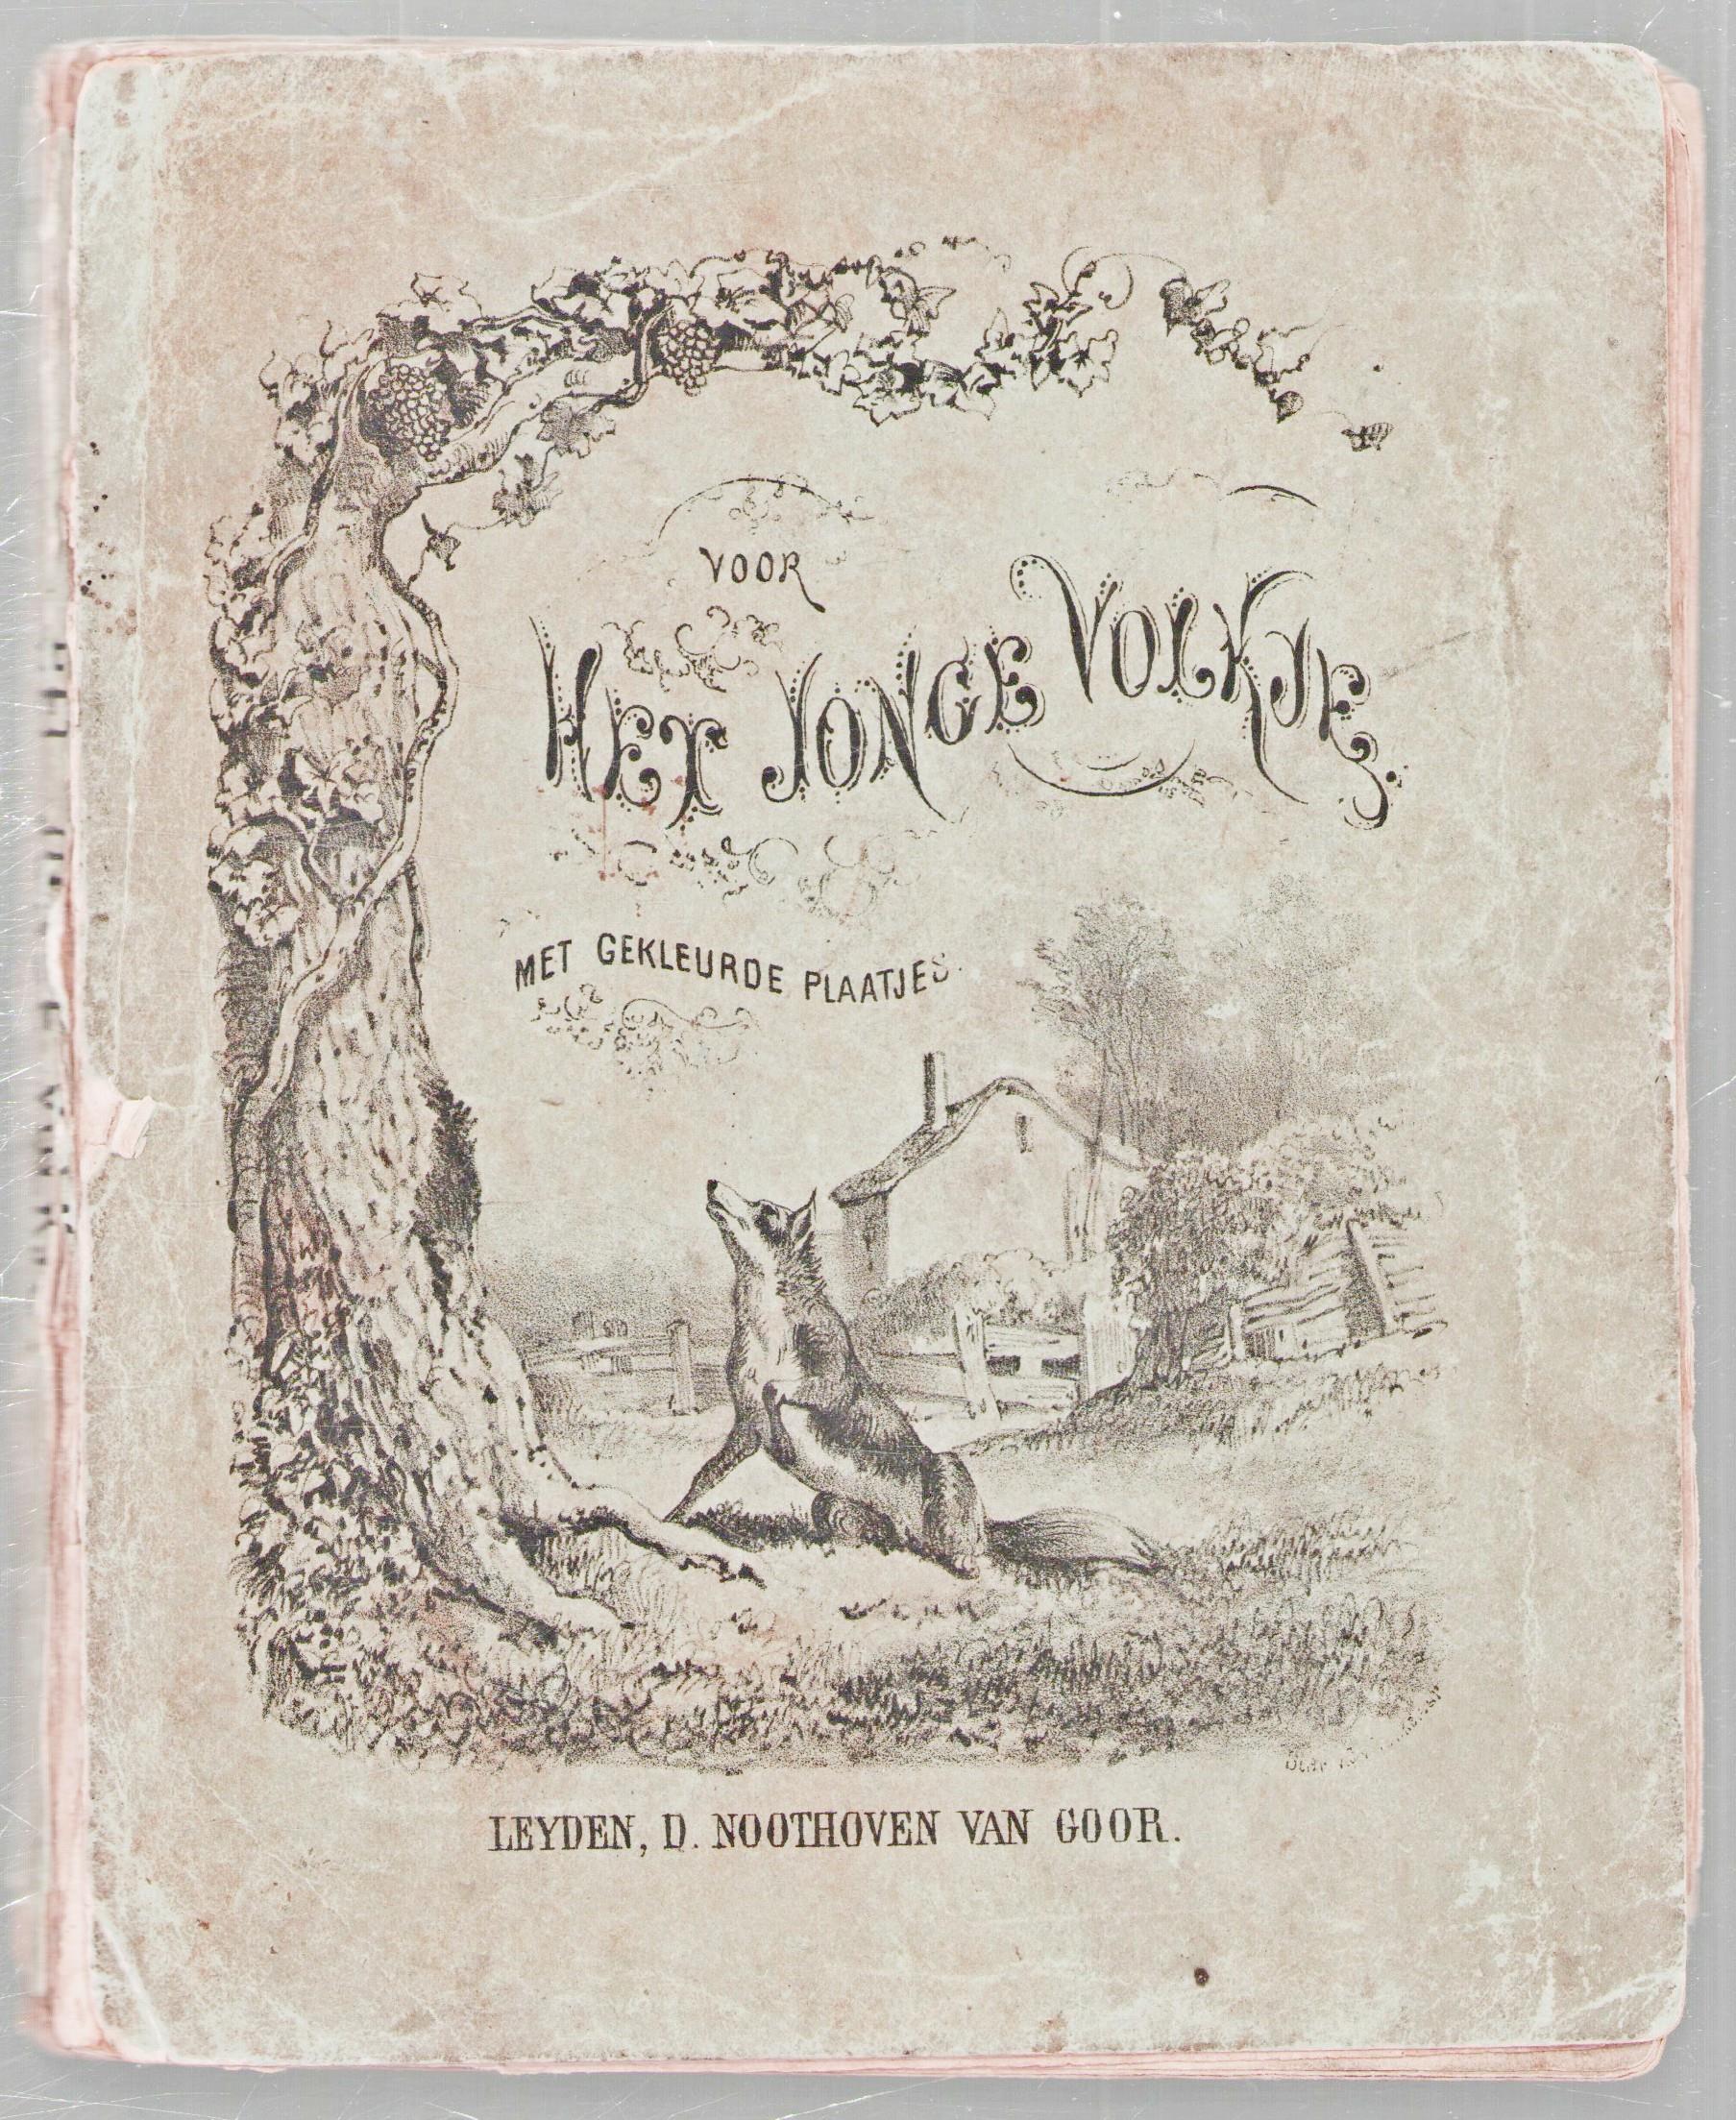 VOOR
HET JONGE VOLKJE.
MET GEKLEURDE PLAATJES.
LEYDEN, D. NOOTHOVEN VAN GOOR.